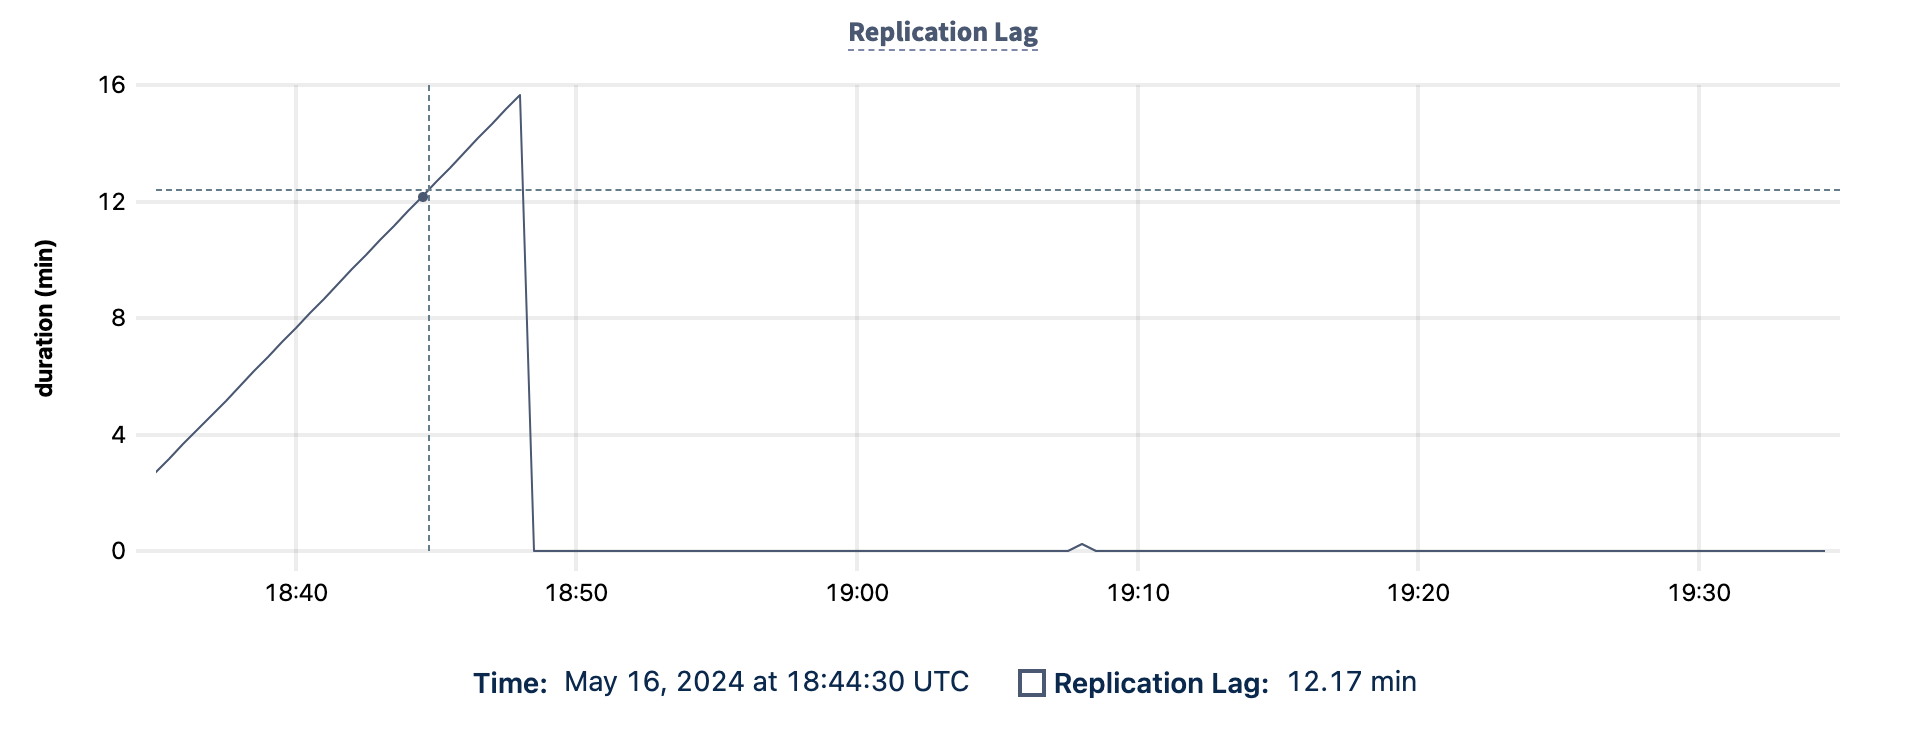 Replication Lag
16
12
8
4
0
duration (min)
18:40 18:50 19:00 19:10 19:20 19:30
Time: May 16, 2024 at 18:44:30 UTC Replication Lag: 12.17 min